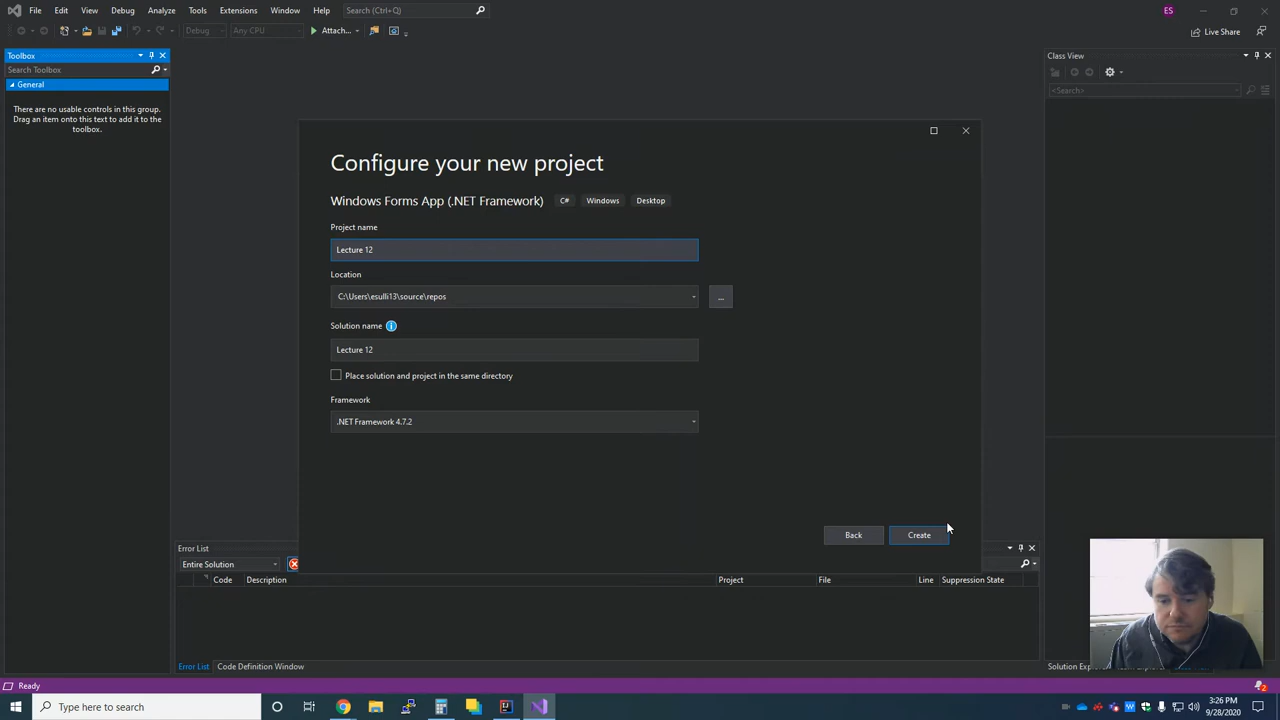 File Edit View Git Project Debug Analyze Tools Extensions Window Help Search (Ctrl+Q) ES
Debug Any CPU Attach... Live Share
Toolbox
Class View
Search Toolbox
General
<Search>
There are no usable controls in this group.
Drag an item onto this text to add it to the
toolbox.
Configure your new project
Windows Forms App (.NET Framework) C# Windows Desktop
Project name
Lecture 12
Location
C:\Users\esulli13\source\repos
...
Solution name
Lecture 12
Place solution and project in the same directory
Framework
.NET Framework 4.7.2
Back Create
Error List
Entire Solution
Code Description Project File Line Suppression State
Error List Code Definition Window
Solution Explorer
Ready
2
Type here to search
3:26 PM
9/28/2020
2